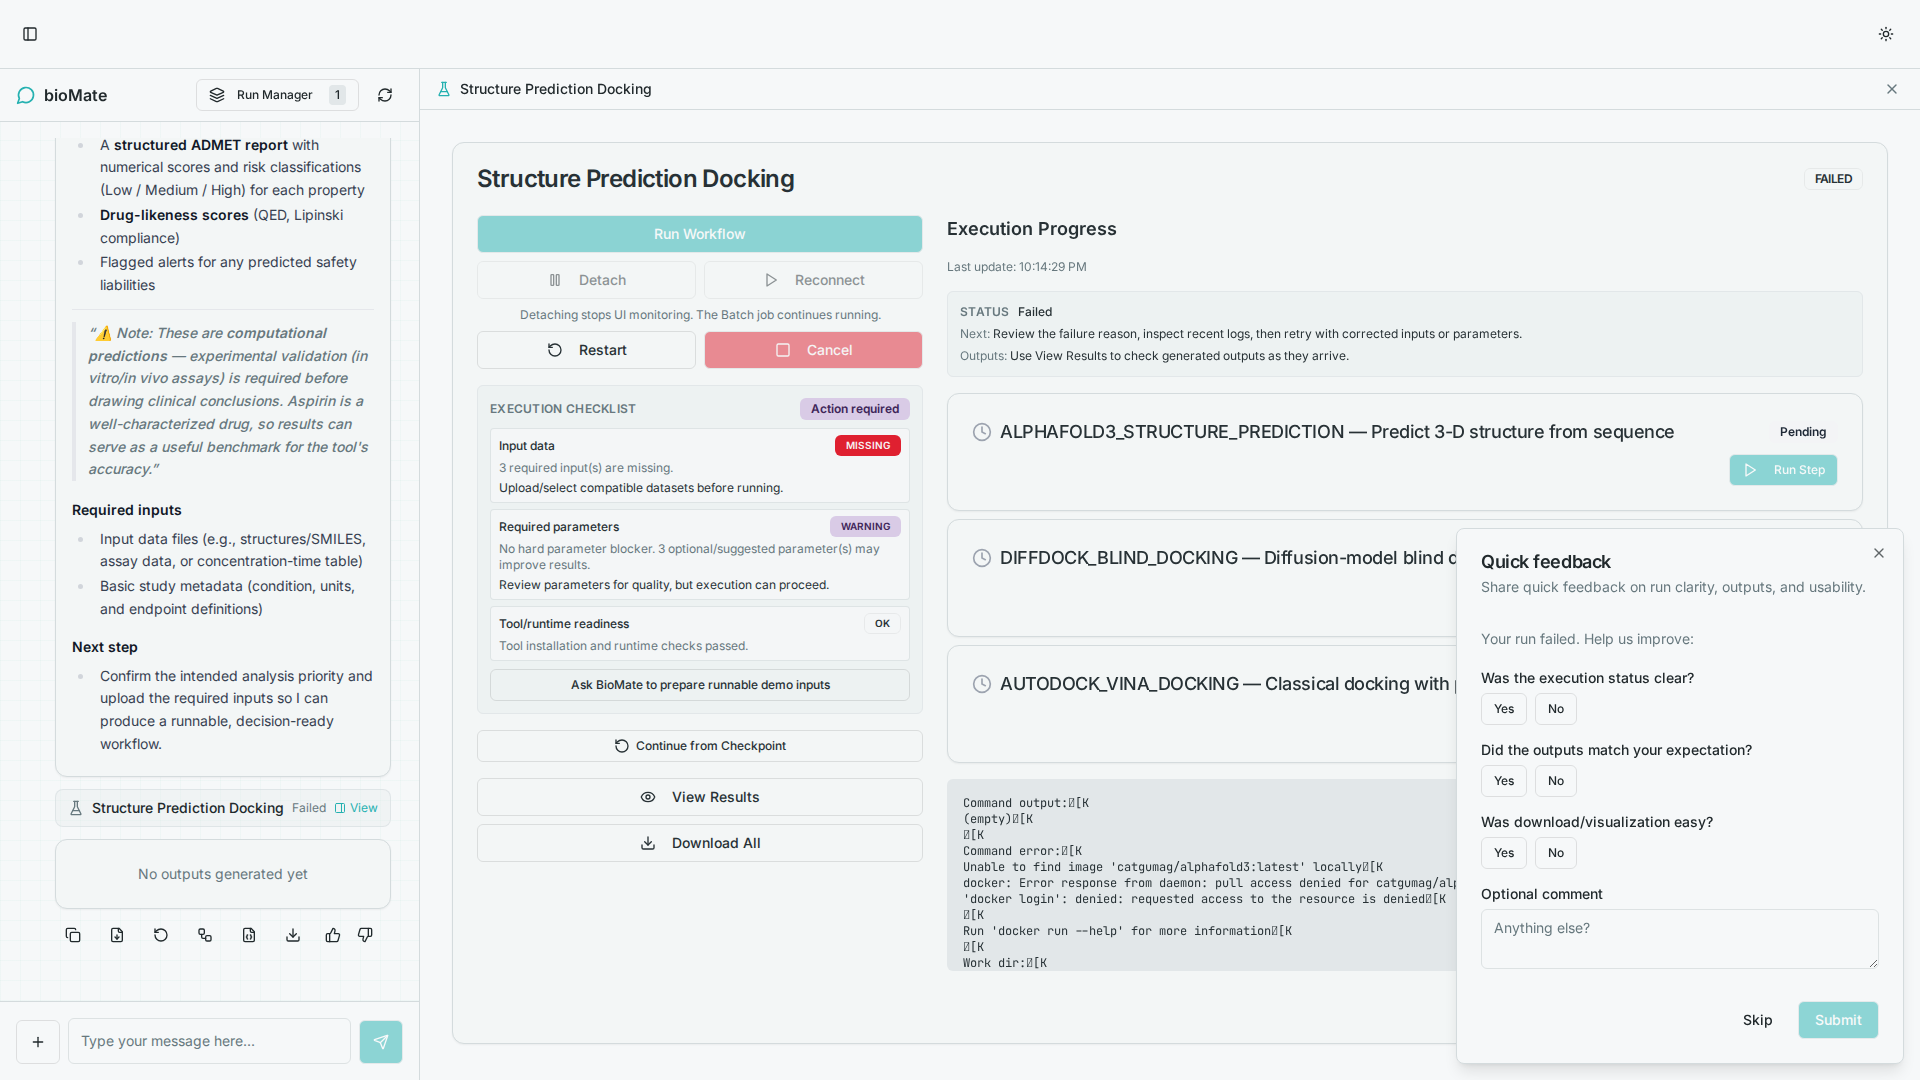 bioMate
Run Manager 1
A structured ADMET report with
numerical scores and risk classifications
(Low / Medium / High) for each property
Drug-likeness scores (QED, Lipinski
compliance)
Flagged alerts for any predicted safety
liabilities
“⚠️ Note: These are computational
predictions — experimental validation (in
vitro/in vivo assays) is required before
drawing clinical conclusions. Aspirin is a
well-characterized drug, so results can
serve as a useful benchmark for the tool's
accuracy.”
Required inputs
Input data files (e.g., structures/SMILES,
assay data, or concentration-time table)
Basic study metadata (condition, units,
and endpoint definitions)
Next step
Confirm the intended analysis priority and
upload the required inputs so I can
produce a runnable, decision-ready
workflow.
Structure Prediction Docking Failed View
No outputs generated yet
Type your message here...
Structure Prediction Docking
Structure Prediction Docking
FAILED
Run Workflow
Detach
Reconnect
Detaching stops UI monitoring. The Batch job continues running.
Restart
Cancel
EXECUTION CHECKLIST
Action required
Input data
MISSING
3 required input(s) are missing.
Upload/select compatible datasets before running.
Required parameters
WARNING
No hard parameter blocker. 3 optional/suggested parameter(s) may
improve results.
Review parameters for quality, but execution can proceed.
Tool/runtime readiness
OK
Tool installation and runtime checks passed.
Ask BioMate to prepare runnable demo inputs
Continue from Checkpoint
View Results
Download All
Execution Progress
Last update: 10:14:29 PM
STATUS Failed
Next: Review the failure reason, inspect recent logs, then retry with corrected inputs or parameters.
Outputs: Use View Results to check generated outputs as they arrive.
ALPHAFOLD3_STRUCTURE_PREDICTION — Predict 3-D structure from sequence
Pending
Run Step
DIFFDOCK_BLIND_DOCKING — Diffusion-model blind
AUTODOCK_VINA_DOCKING — Classical docking with
Command output:[K
(empty)[K
[K
Command error:[K
Unable to find image 'catgumag/alphafold3:latest' locally[K
docker: Error response from daemon: pull access denied for catgumag/alp
'docker login': denied: requested access to the resource is denied[K
[K
Run 'docker run --help' for more information[K
[K
Work dir:[K
Quick feedback
Share quick feedback on run clarity, outputs, and usability.
Your run failed. Help us improve:
Was the execution status clear?
Yes
No
Did the outputs match your expectation?
Yes
No
Was download/visualization easy?
Yes
No
Optional comment
Anything else?
Skip
Submit